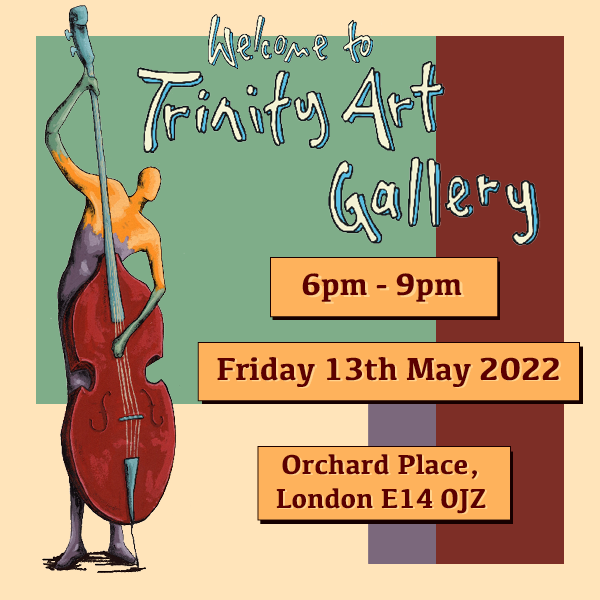 Welcome to
Trinity Art
Gallery
6pm - 9pm
Friday 13th May 2022
Orchard Place,
London E14 0JZ